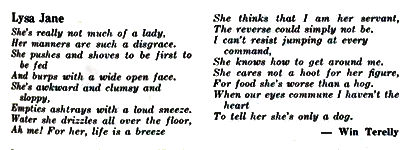 Lysa Jane
She's really not much of a lady,
Her manners are such a disgrace.
She pushes and shoves to be first to
be fed
And burps with a wide open face.
She's awkward and clumsy and
sloppy,
Empties ashtrays with a loud sneeze.
Water she drizzles all over the floor,
Ah me! For her, life is a breeze
She thinks that I am her servant,
The reverse could simply not be.
I can't resist jumping at every
command,
She knows how to get around me.
She cares not a hoot for her figure,
For food she's worse than a hog.
When our eyes commune I haven't the
heart
To tell her she's only a dog.
— Win Terelly